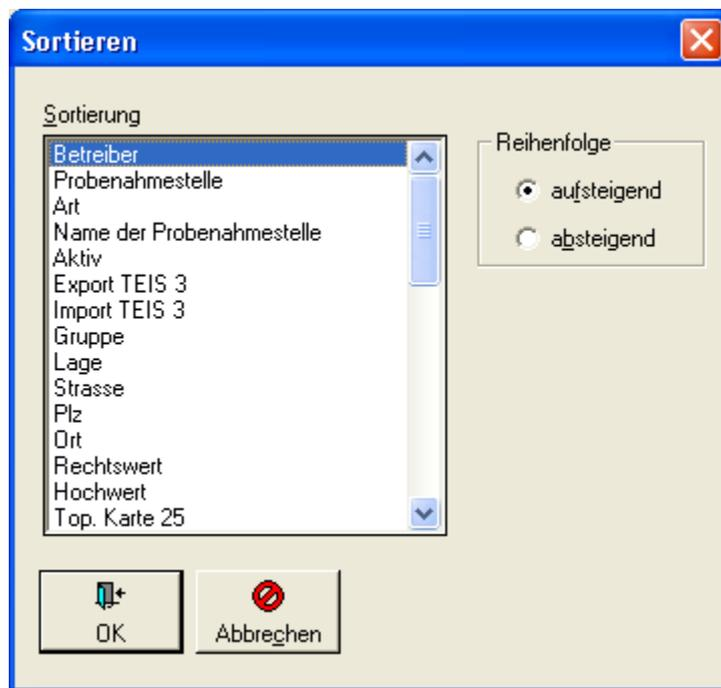 Sortieren
Sortierung
Betreiber
Probenahmestelle
Art
Name der Probenahmestelle
Aktiv
Export TEIS 3
Import TEIS 3
Gruppe
Lage
Strasse
Plz
Ort
Rechtswert
Hochwert
Top. Karte 25
Reihenfolge
aufsteigend
absteigend
OK
Abbrechen